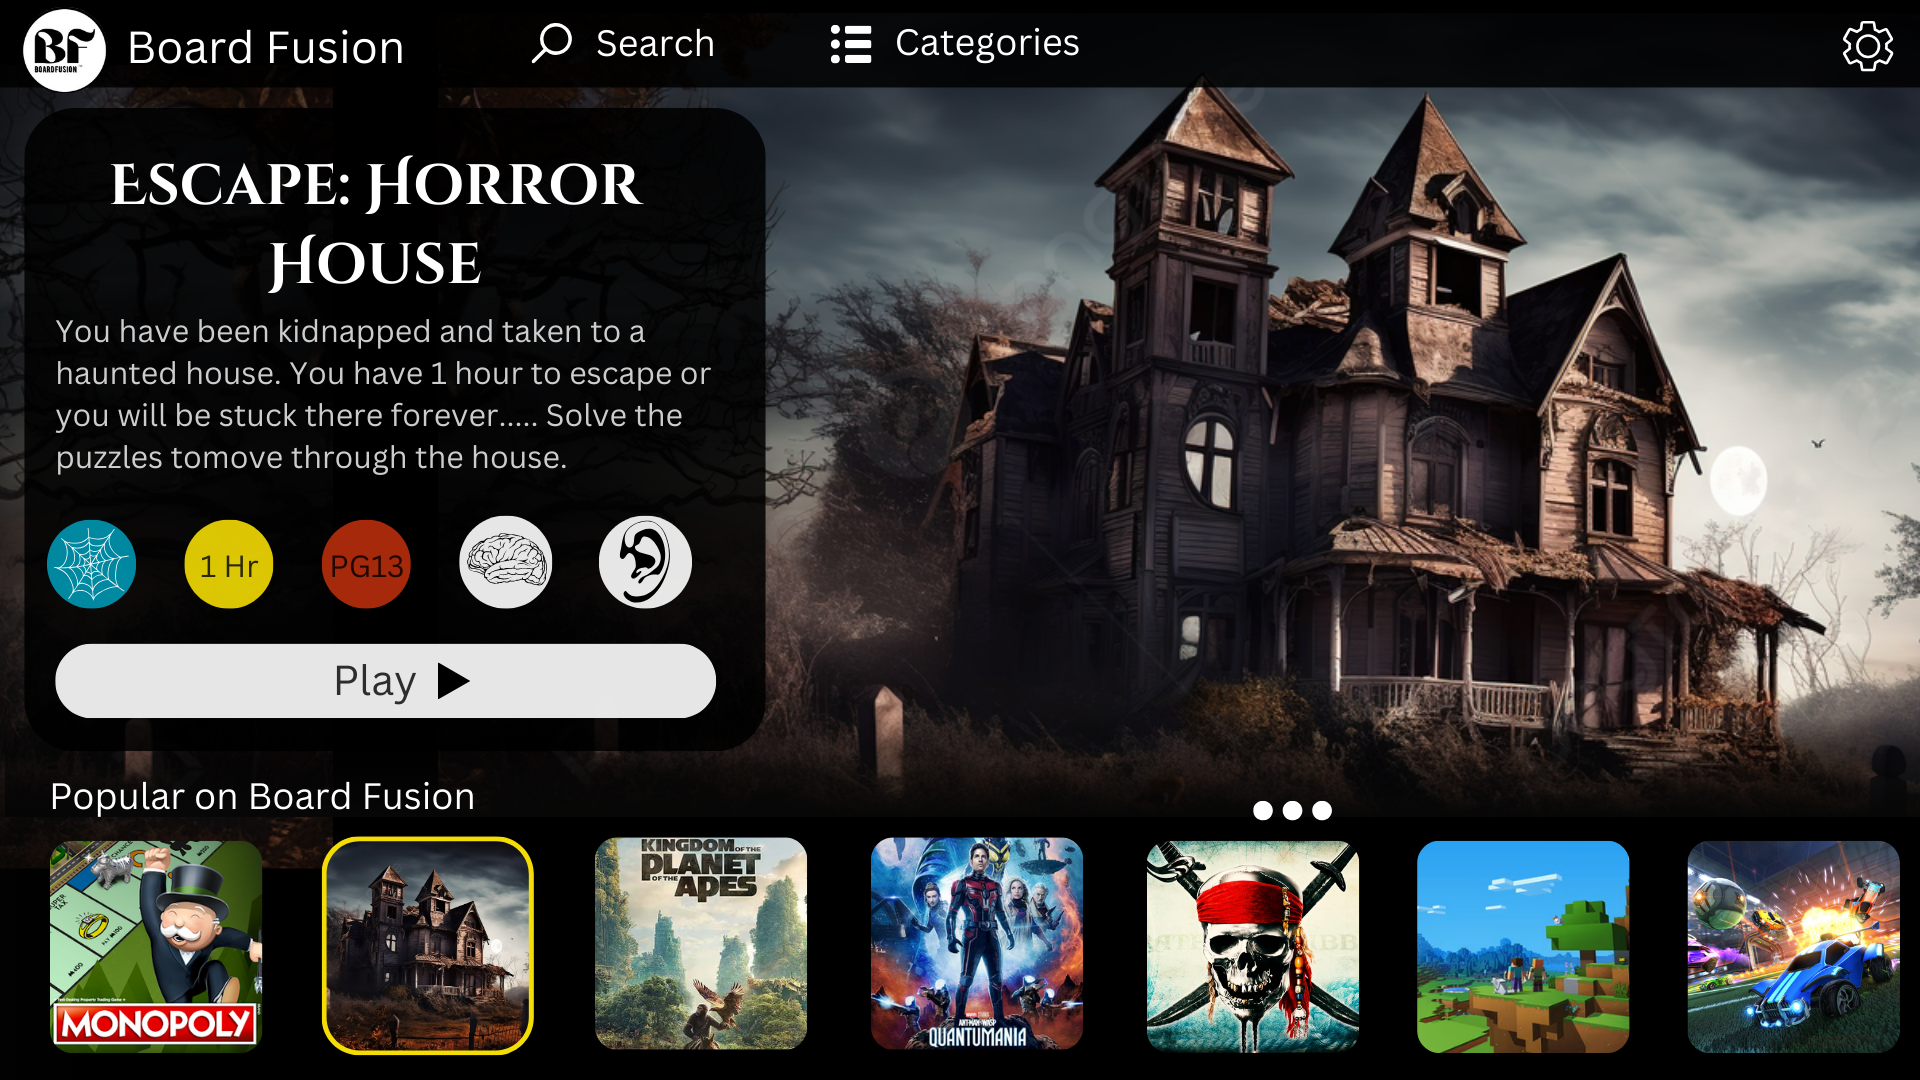 BF
BOARDFUSION
Board Fusion
Search
Categories
Escape: Horror
House
You have been kidnapped and taken to a
haunted house. You have 1 hour to escape or
you will be stuck there forever..... Solve the
puzzles tomove through the house.
1 Hr
PG13
Play
Popular on Board Fusion
CHANCE
MONOPOLY
KINGDOM OF THE
PLANET
OF THE APES
ANT-MAN AND THE WASP
QUANTUMANIA